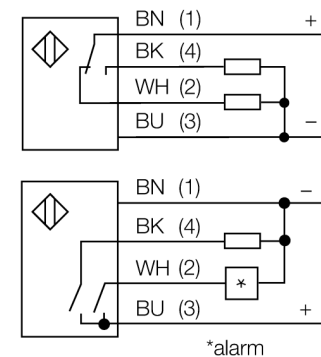 BN (1) +
BK (4)
WH (2)
BU (3) −
BN (1) −
BK (4)
WH (2) *
BU (3) +
*alarm